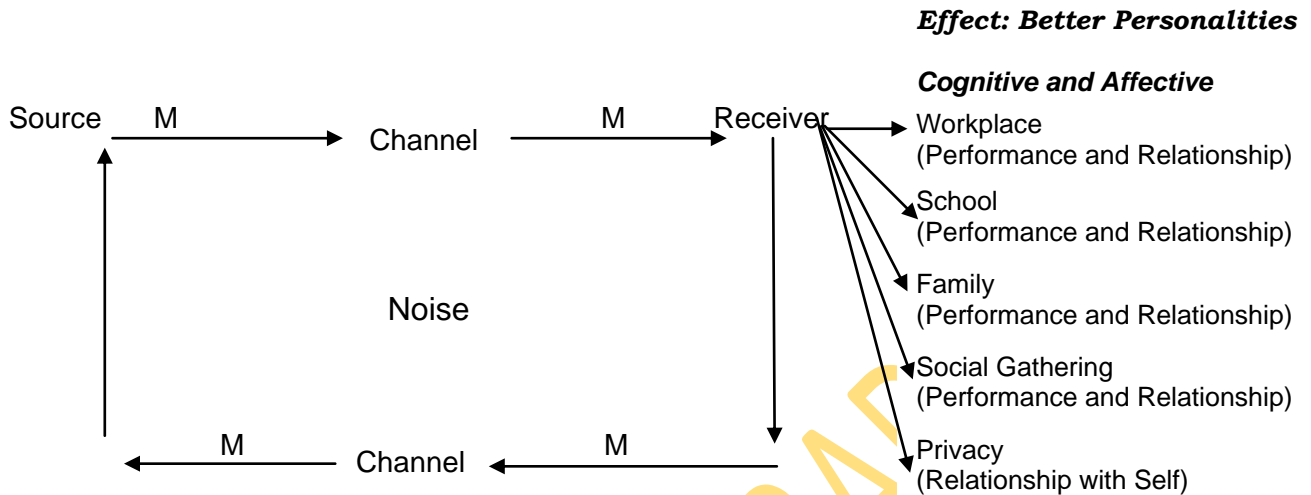 Effect: Better Personalities
Cognitive and Affective
Source M Channel M Receiver
Workplace
(Performance and Relationship)
School
(Performance and Relationship)
Family
(Performance and Relationship)
Noise
Social Gathering
(Performance and Relationship)
M Channel M
Privacy
(Relationship with Self)